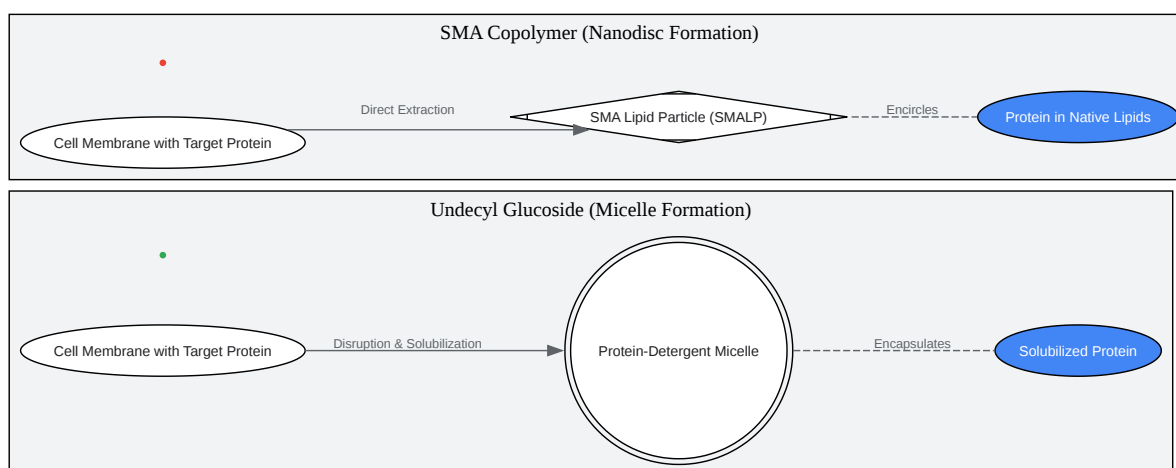 SMA Copolymer (Nanodisc Formation)
Cell Membrane with Target Protein
Direct Extraction
SMA Lipid Particle (SMALP)
Encircles
Protein in Native Lipids
Undecyl Glucoside (Micelle Formation)
Cell Membrane with Target Protein
Disruption & Solubilization
Protein-Detergent Micelle
Encapsulates
Solubilized Protein